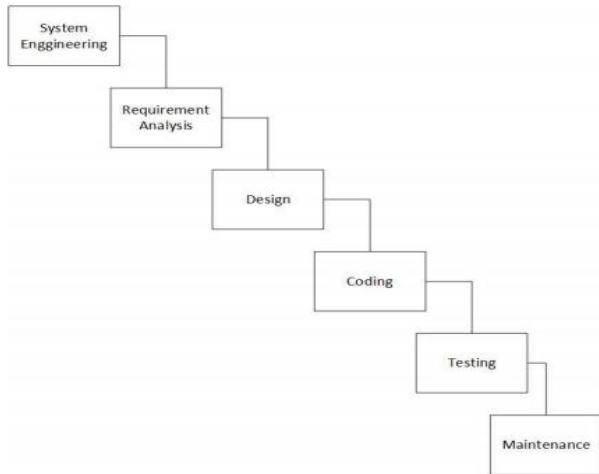 System
Enggineering
Requirement
Analysis
Design
Coding
Testing
Maintenance